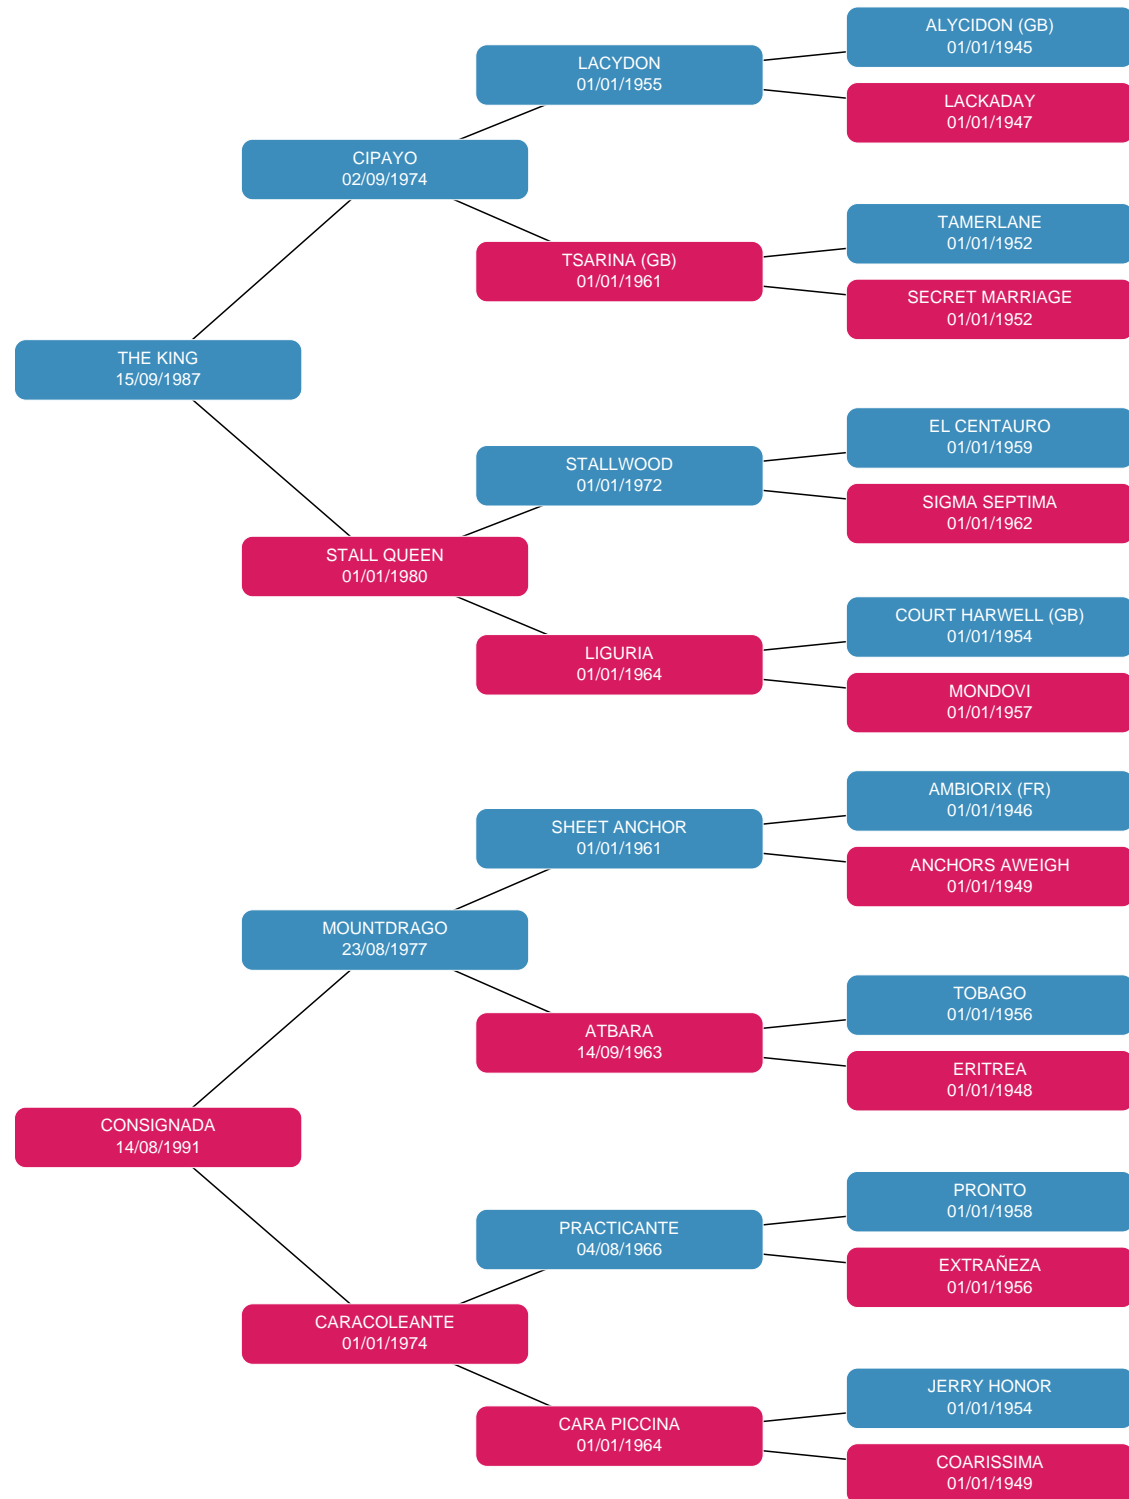 ALYCIDON (GB)
01/01/1945
LACYDON
01/01/1955
LACKADAY
01/01/1947
CIPAYO
02/09/1974
TAMERLANE
01/01/1952
TSARINA (GB)
01/01/1961
SECRET MARRIAGE
01/01/1952
THE KING
15/09/1987
EL CENTAURO
01/01/1959
STALLWOOD
01/01/1972
SIGMA SEPTIMA
01/01/1962
STALL QUEEN
01/01/1980
COURT HARWELL (GB)
01/01/1954
LIGURIA
01/01/1964
MONDOVI
01/01/1957
AMBIORIX (FR)
01/01/1946
SHEET ANCHOR
01/01/1961
ANCHORS AWEIGH
01/01/1949
MOUNTDRAGO
23/08/1977
TOBAGO
01/01/1956
ATBARA
14/09/1963
ERITREA
01/01/1948
CONSIGNADA
14/08/1991
PRONTO
01/01/1958
PRACTICANTE
04/08/1966
EXTRAÑEZA
01/01/1956
CARACOLEANTE
01/01/1974
JERRY HONOR
01/01/1954
CARA PICCINA
01/01/1964
COARISSIMA
01/01/1949